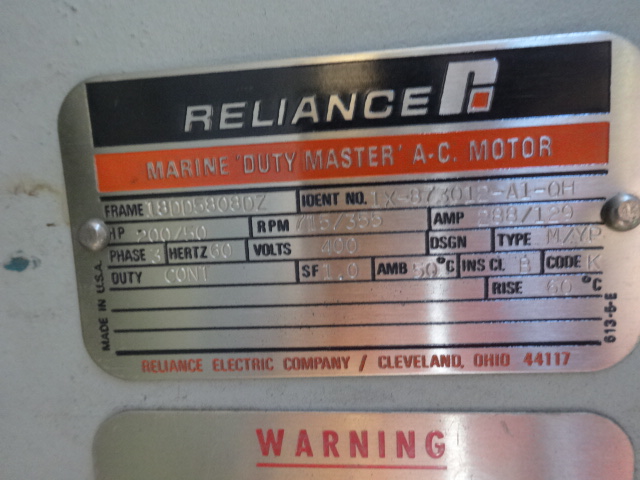 RELIANCE
MARINE 'DUTY MASTER' A-C. MOTOR
FRAME IDENT NO. 1X-873012-A1-QH
HP 200/50 RPM 715/355 AMP 288/129
PHASE 3 HERTZ 60 VOLTS 400 DSGN TYPE M/YP
DUTY CONT SF 1.0 AMB 50 °C INS CL B CODE K
RISE 60 °C
MADE IN U.S.A.
613-6-E
RELIANCE ELECTRIC COMPANY / CLEVELAND, OHIO 44117
WARNING